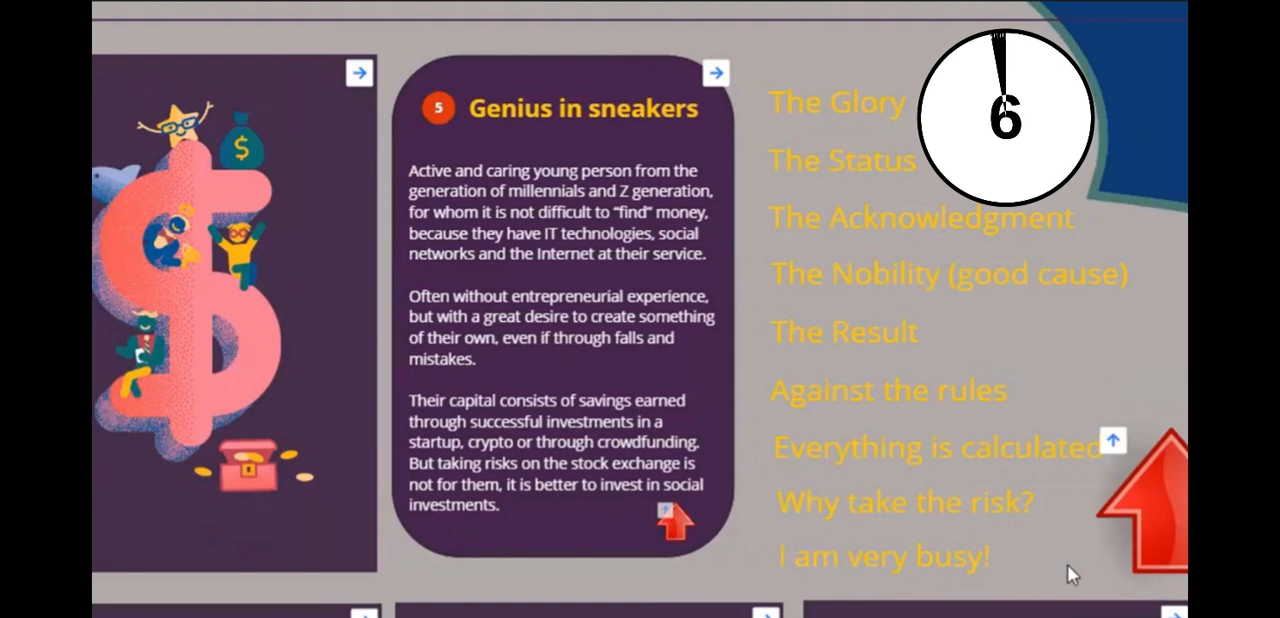 5 Genius in sneakers
Active and caring young person from the
generation of millennials and Z generation,
for whom it is not difficult to “find” money,
because they have IT technologies, social
networks and the Internet at their service.
Often without entrepreneurial experience,
but with a great desire to create something
of their own, even if through falls and
mistakes.
Their capital consists of savings earned
through successful investments in a
startup, crypto or through crowdfunding.
But taking risks on the stock exchange is
not for them, it is better to invest in social
investments.
The Glory
The Status
The Acknowledgment
The Nobility (good cause)
The Result
Against the rules
Everything is calculated
Why take the risk?
I am very busy!
6
$